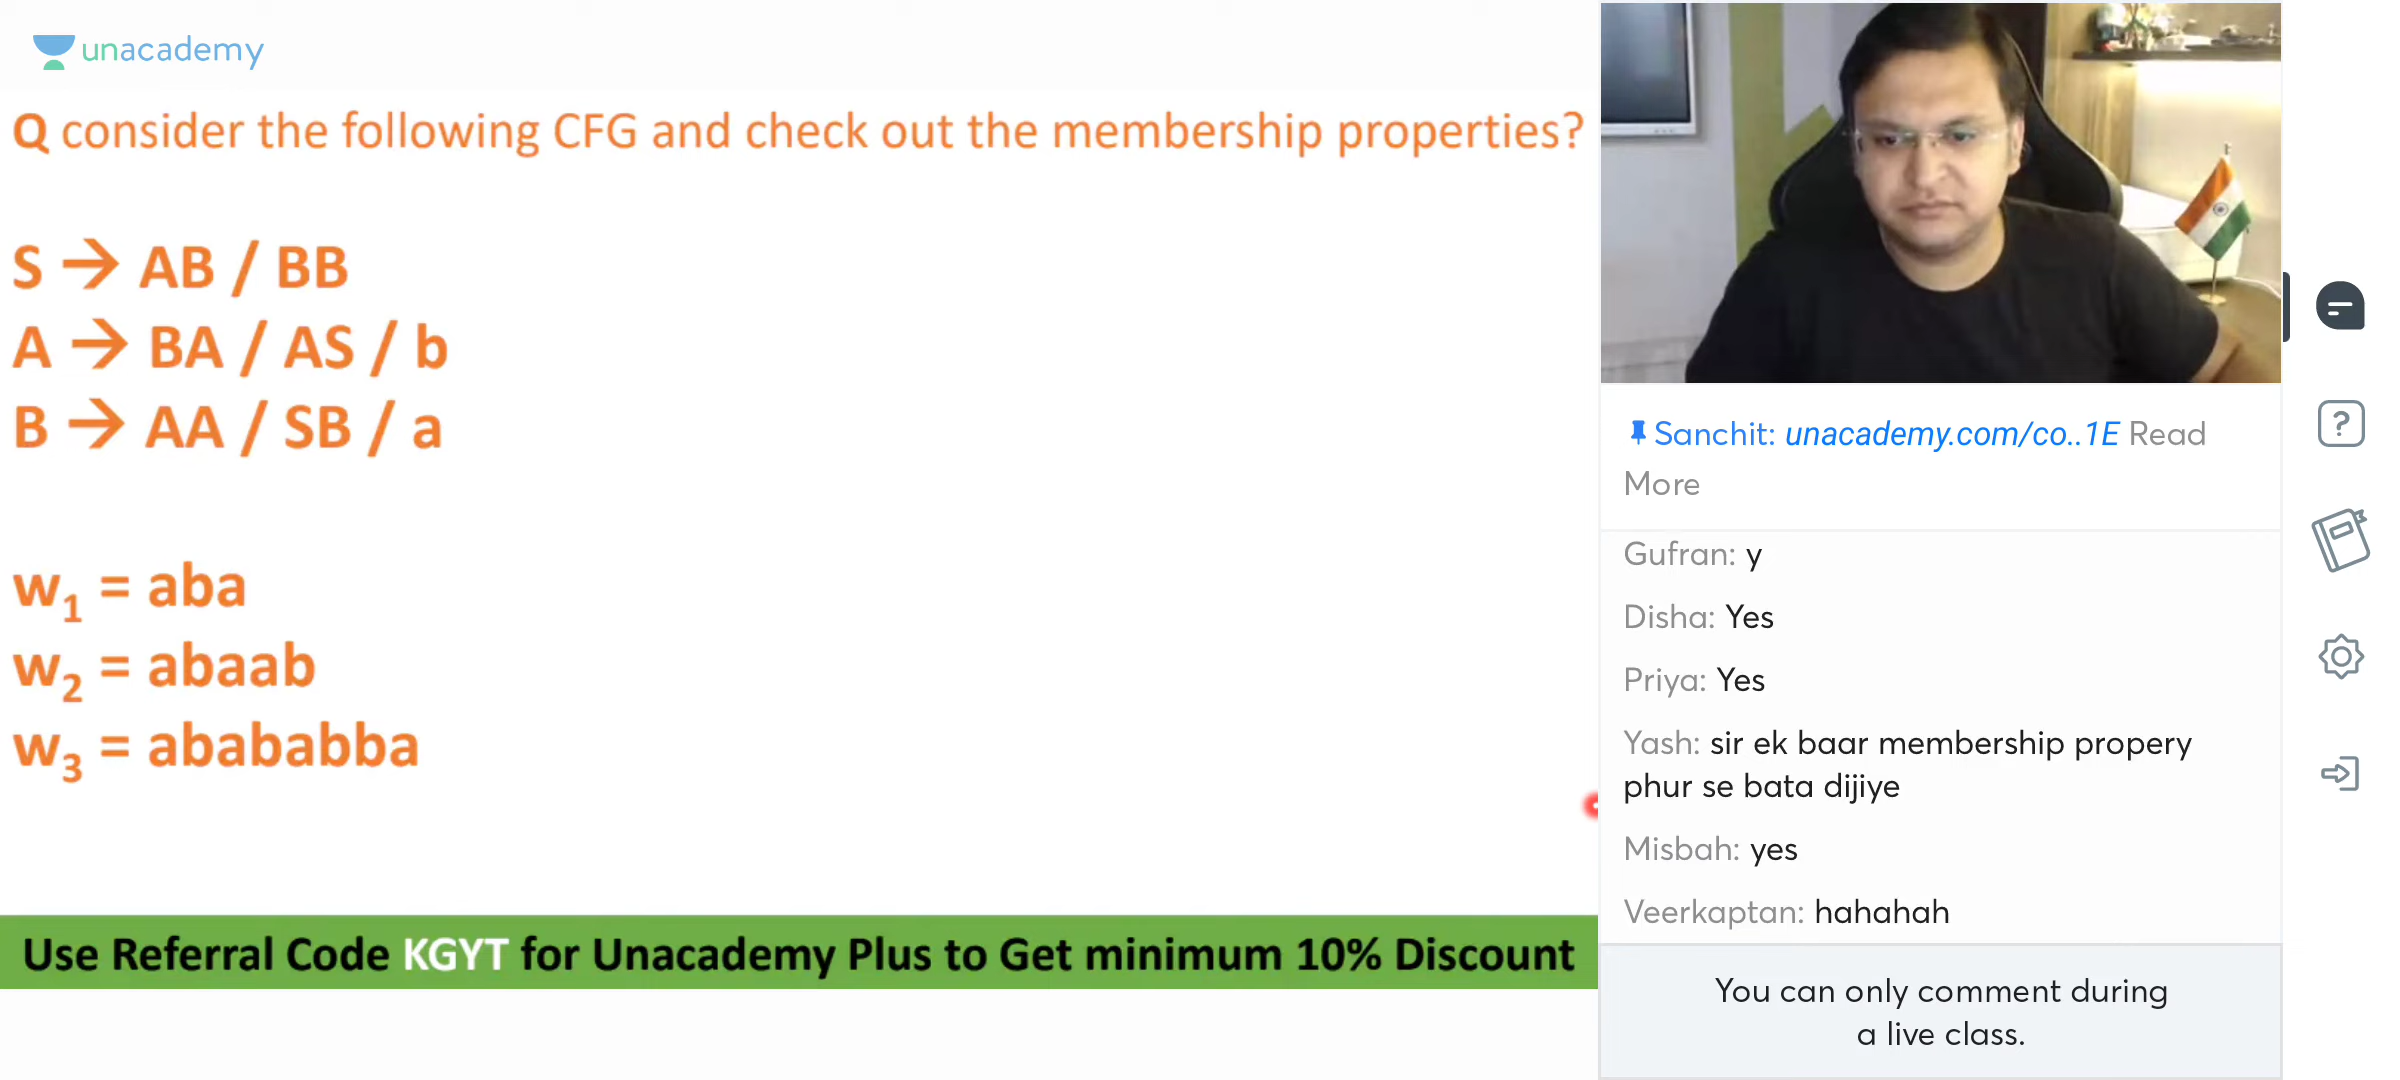 unacademy
Q consider the following CFG and check out the membership properties?
S → AB / BB
A → BA / AS / b
B → AA / SB / a
w₁ = aba
w₂ = abaab
w₃ = abababba
Use Referral Code KGYT for Unacademy Plus to Get minimum 10% Discount
Sanchit: unacademy.com/co..1E Read
More
Gufran: y
Disha: Yes
Priya: Yes
Yash: sir ek baar membership propery
phur se bata dijiye
Misbah: yes
Veerkaptan: hahahah
You can only comment during
a live class.
?